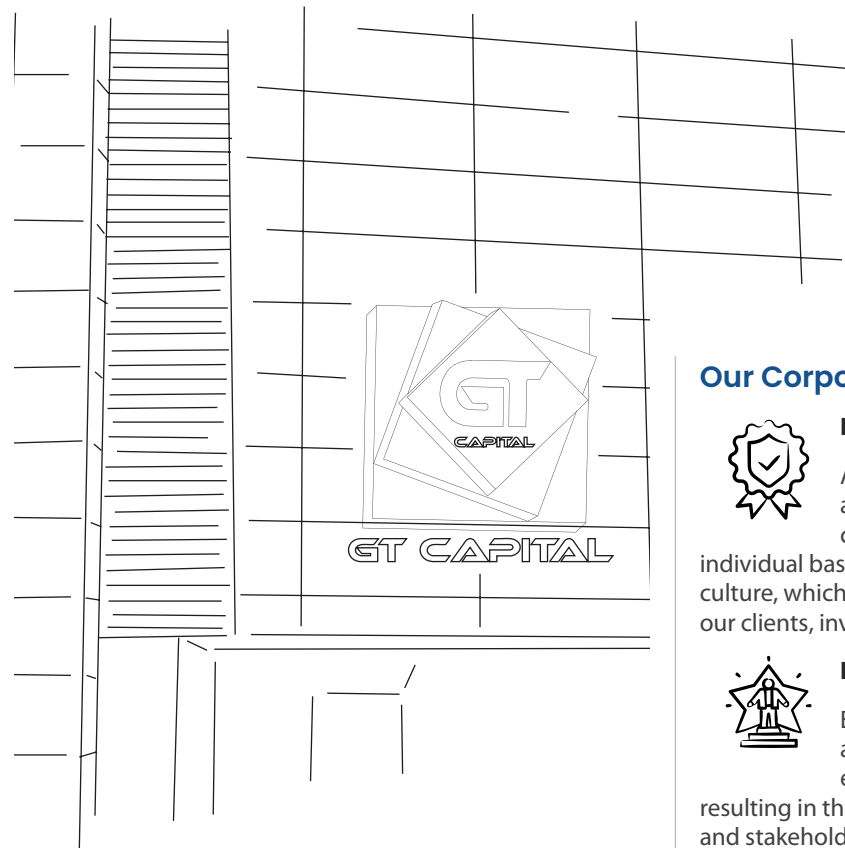 GT
CAPITAL
GT CAPITAL
Our Corpo
individual bas
culture, which
our clients, inv
resulting in th
and stakehold